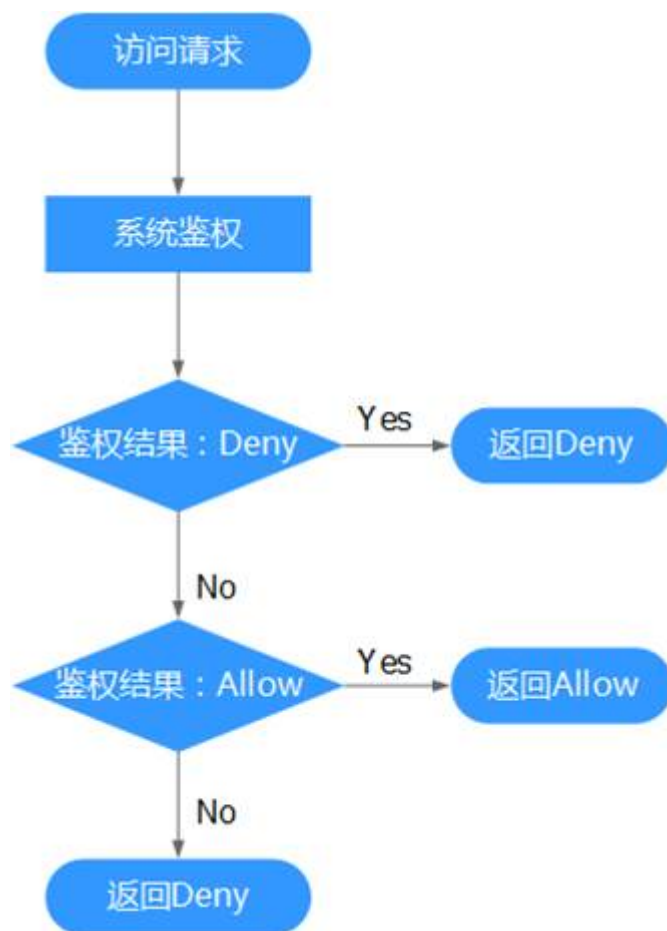 访问请求
系统鉴权
鉴权结果：Deny
Yes
返回Deny
No
鉴权结果：Allow
Yes
返回Allow
No
返回Deny